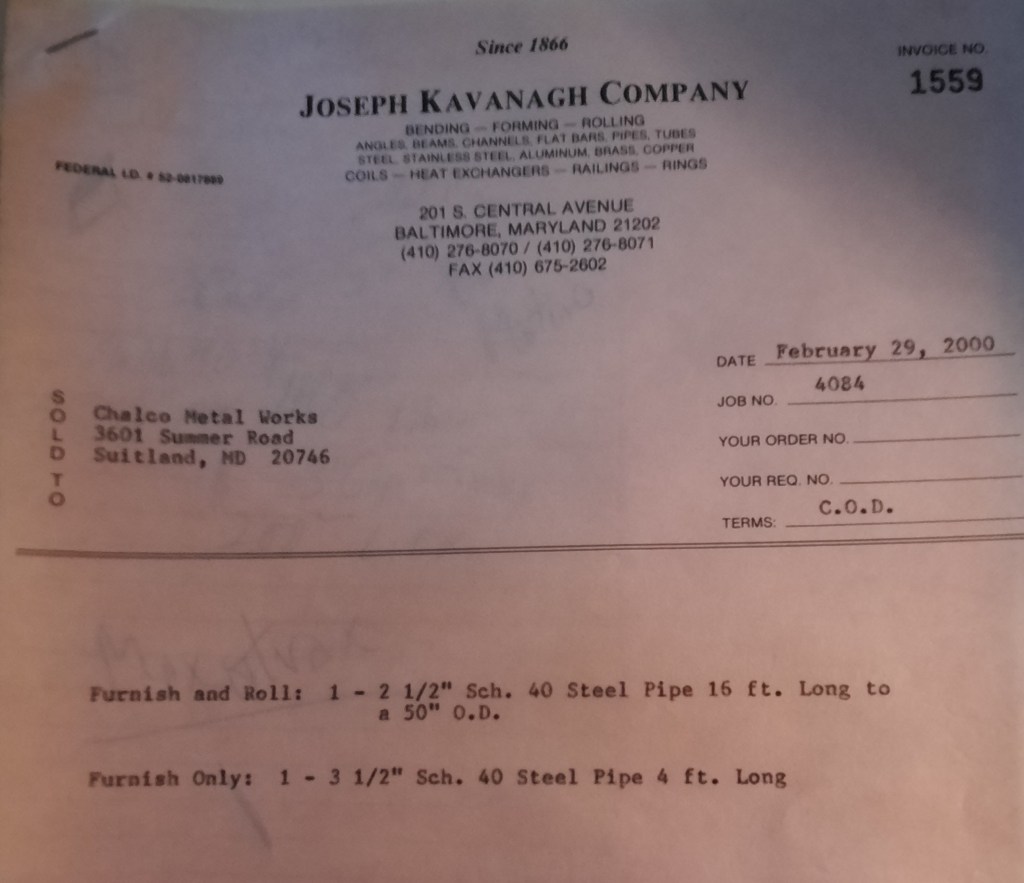 Since 1866
INVOICE NO.
1559
JOSEPH KAVANAGH COMPANY
BENDING — FORMING — ROLLING
ANGLES, BEAMS, CHANNELS, FLAT BARS, PIPES, TUBES
STEEL, STAINLESS STEEL, ALUMINUM, BRASS, COPPER
COILS — HEAT EXCHANGERS — RAILINGS — RINGS
FEDERAL I.D. #
201 S. CENTRAL AVENUE
BALTIMORE, MARYLAND 21202
(410) 276-8070 / (410) 276-8071
FAX (410) 675-2602
DATE February 29, 2000
JOB NO. 4084
YOUR ORDER NO.
YOUR REQ. NO.
TERMS: C.O.D.
SOLD TO
Chalco Metal Works
3601 Summer Road
Suitland, MD 20746
Furnish and Roll: 1 - 2 1/2" Sch. 40 Steel Pipe 16 ft. Long to
a 50" O.D.
Furnish Only: 1 - 3 1/2" Sch. 40 Steel Pipe 4 ft. Long